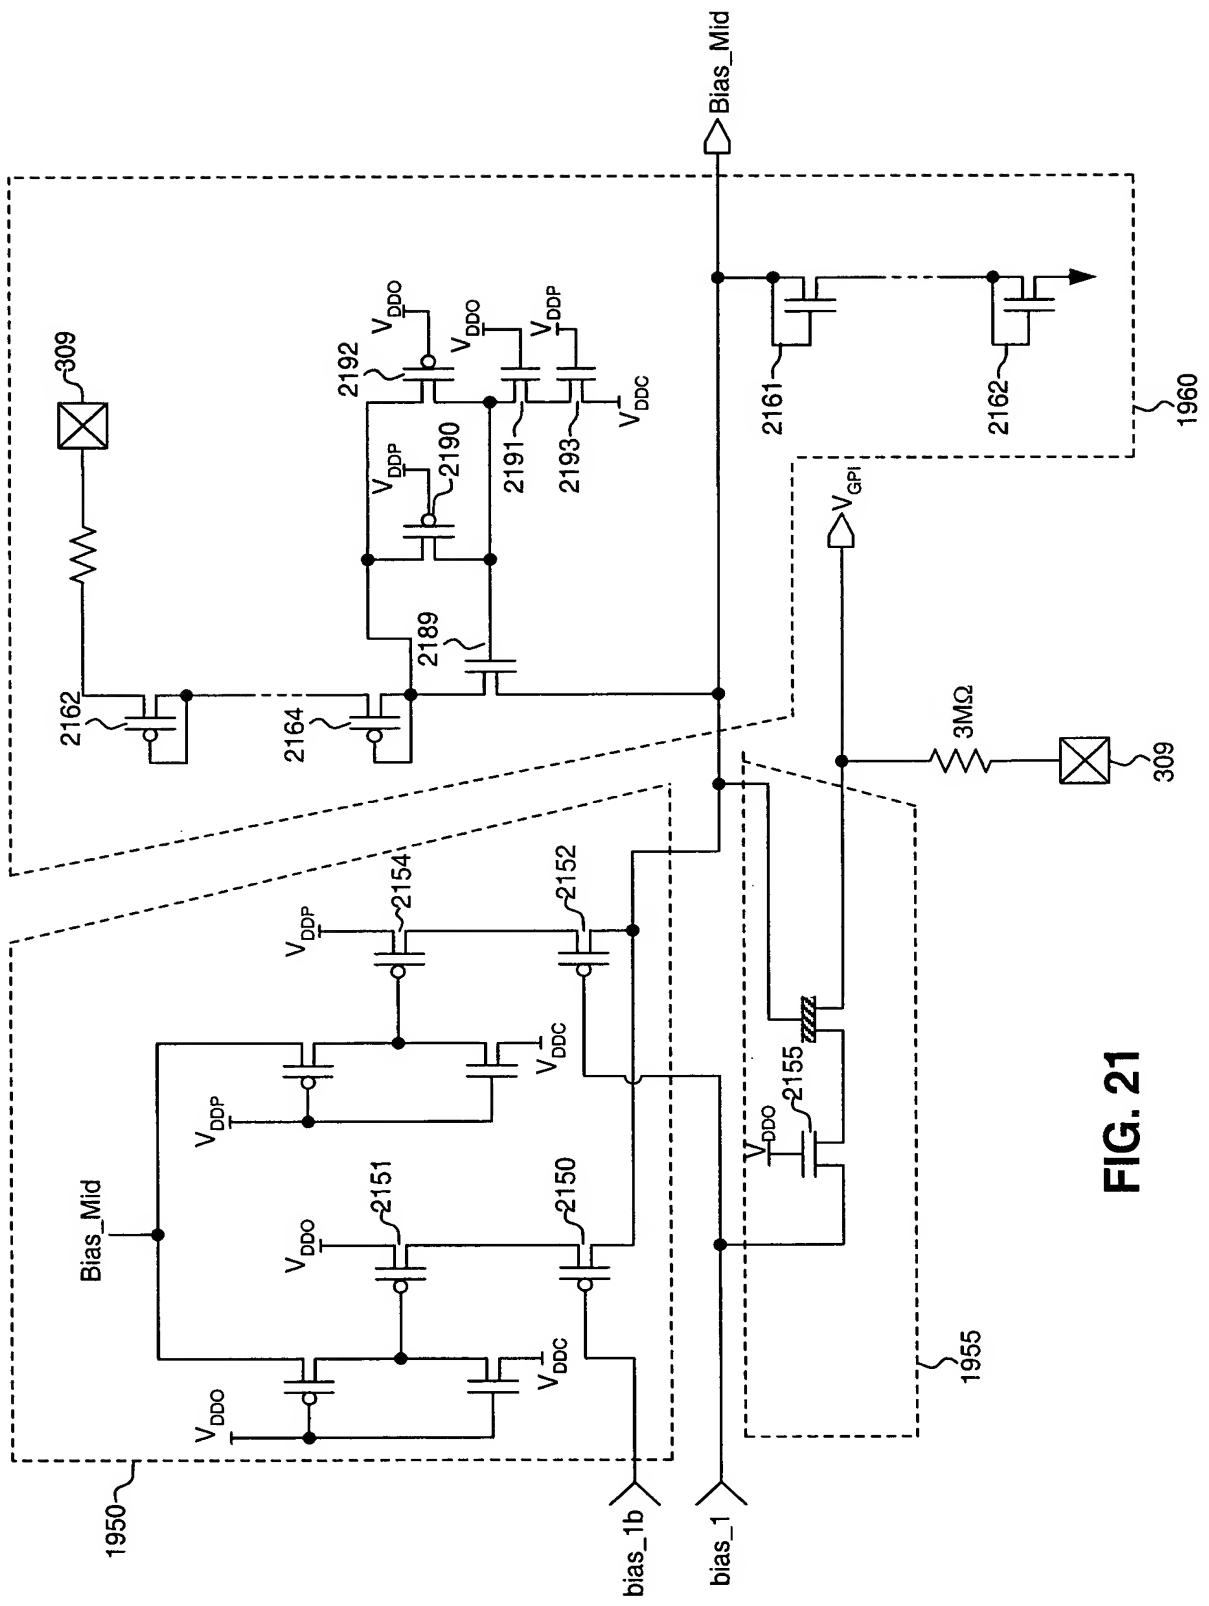 309
2162
2164
2189
V_DDP
2190
2192
V_DDO
V_DDO
2191
V_DDP
2193
V_DDC
Bias_Mid
2161
2162
1960
1950
Bias_Mid
V_DDO
V_DDC
V_DDO
2151
2150
V_DDP
V_DDC
V_DDP
2154
2152
bias_1b
bias_1
V_DDO
2155
1955
V_GPI
3MΩ
309
FIG. 21